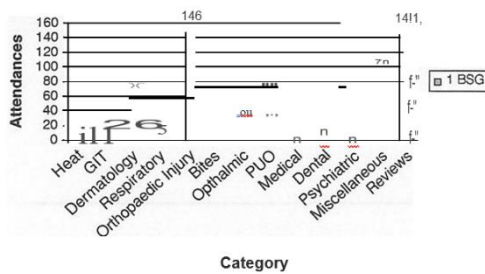 146
160
140
120
100
80
60
40
20
0
Attendances
26
1 BSG
Heat
GIT
Dermatology
Respiratory
Orthopaedic Injury
Bites
Opthalmic
PUO
Medical
Dental
Psychiatric
Miscellaneous
Reviews
Category